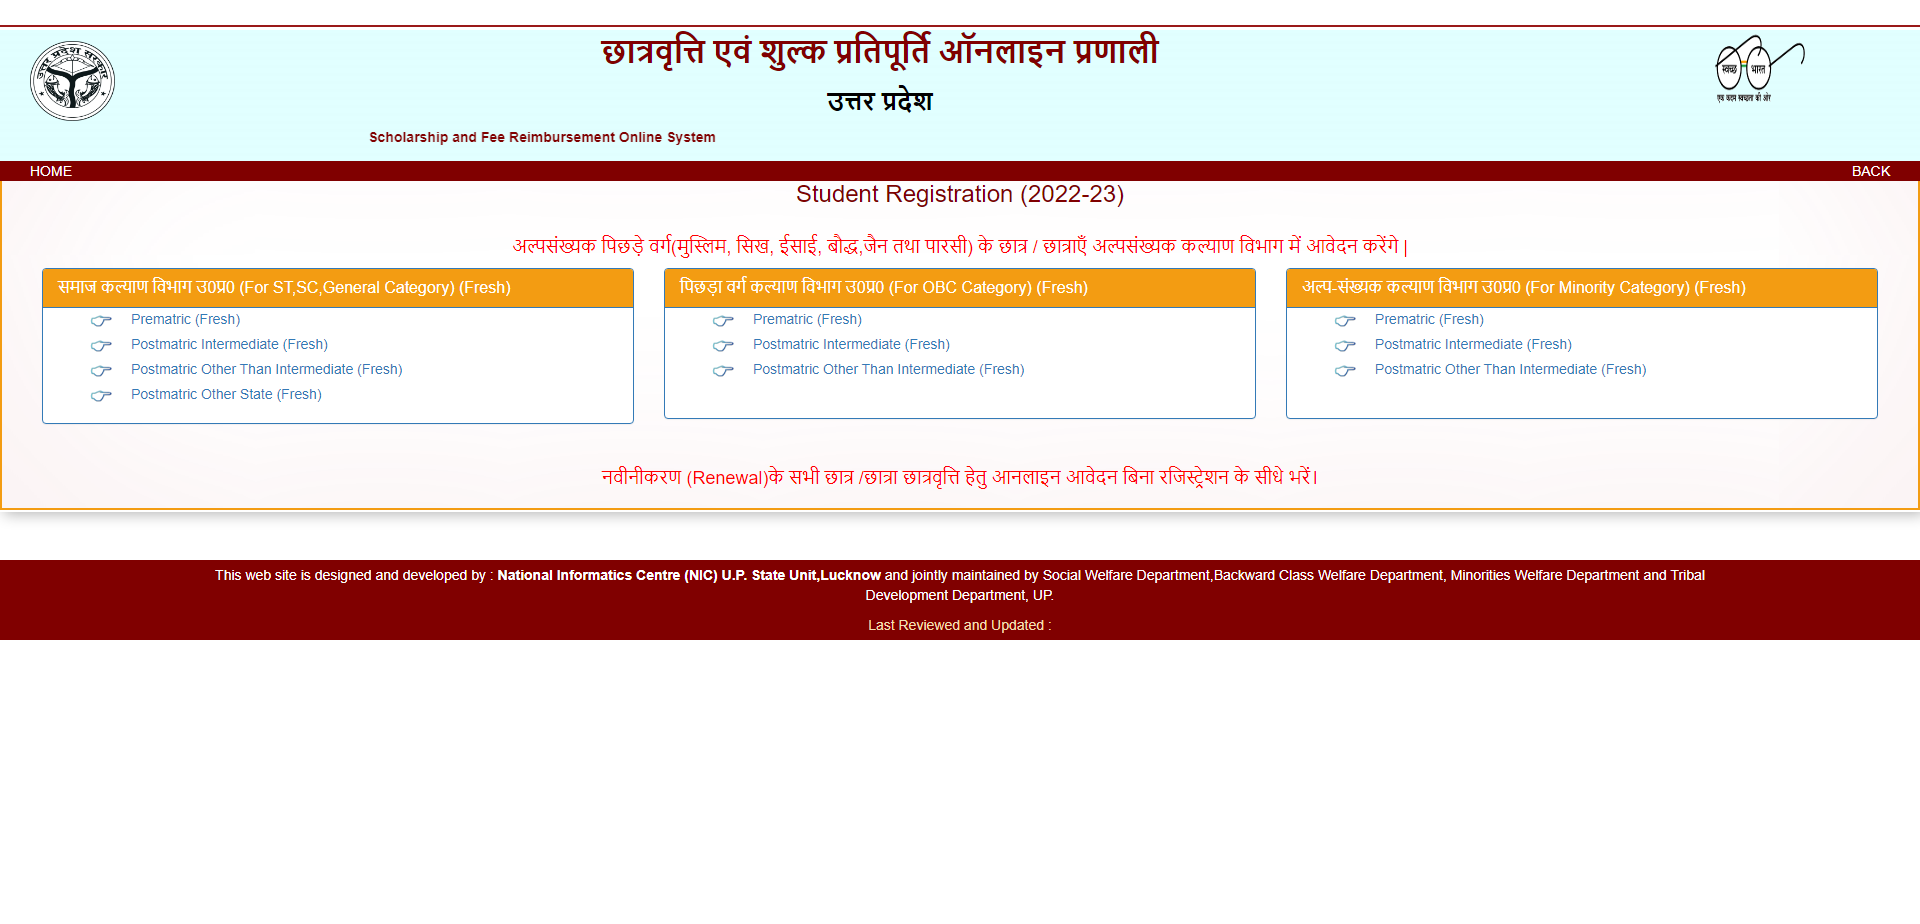 उत्तर प्रदेश सरकार
छात्रवृत्ति एवं शुल्क प्रतिपूर्ति ऑनलाइन प्रणाली
उत्तर प्रदेश
Scholarship and Fee Reimbursement Online System
स्वच्छ भारत
एक कदम स्वच्छता की ओर
HOME
BACK
Student Registration (2022-23)
अल्पसंख्यक पिछड़े वर्ग(मुस्लिम, सिख, ईसाई, बौद्ध,जैन तथा पारसी) के छात्र / छात्राएँ अल्पसंख्यक कल्याण विभाग में आवेदन करेंगे |
समाज कल्याण विभाग उ0प्र0 (For ST,SC,General Category) (Fresh)
Prematric (Fresh)
Postmatric Intermediate (Fresh)
Postmatric Other Than Intermediate (Fresh)
Postmatric Other State (Fresh)
पिछड़ा वर्ग कल्याण विभाग उ0प्र0 (For OBC Category) (Fresh)
Prematric (Fresh)
Postmatric Intermediate (Fresh)
Postmatric Other Than Intermediate (Fresh)
अल्प-संख्यक कल्याण विभाग उ0प्र0 (For Minority Category) (Fresh)
Prematric (Fresh)
Postmatric Intermediate (Fresh)
Postmatric Other Than Intermediate (Fresh)
नवीनीकरण (Renewal)के सभी छात्र /छात्रा छात्रवृत्ति हेतु आनलाइन आवेदन बिना रजिस्ट्रेशन के सीधे भरें।
This web site is designed and developed by : National Informatics Centre (NIC) U.P. State Unit,Lucknow and jointly maintained by Social Welfare Department,Backward Class Welfare Department, Minorities Welfare Department and Tribal
Development Department, UP.
Last Reviewed and Updated :